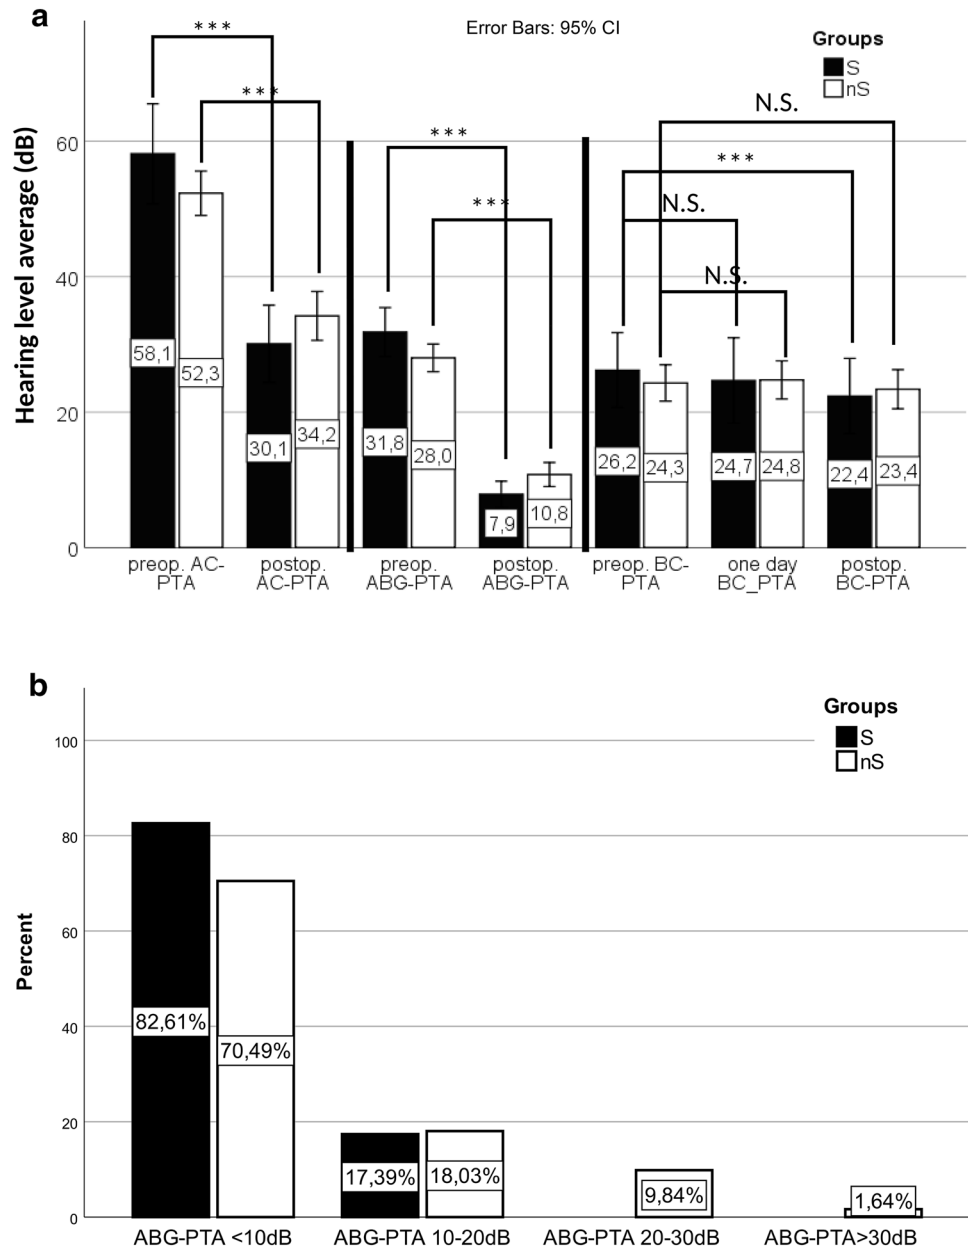 a
Error Bars: 95% CI
Groups
S
nS
Hearing level average (dB)
60
40
20
0
***
***
***
***
N.S.
***
N.S.
N.S.
58,1
52,3
30,1
34,2
31,8
28,0
7,9
10,8
26,2
24,3
24,7
24,8
22,4
23,4
preop. AC-
PTA
postop.
AC-PTA
preop.
ABG-PTA
postop.
ABG-PTA
preop. BC-
PTA
one day
BC_PTA
postop.
BC-PTA
b
Groups
S
nS
Percent
100
80
60
40
20
0
82,61%
70,49%
17,39%
18,03%
9,84%
1,64%
ABG-PTA <10dB
ABG-PTA 10-20dB
ABG-PTA 20-30dB
ABG-PTA>30dB